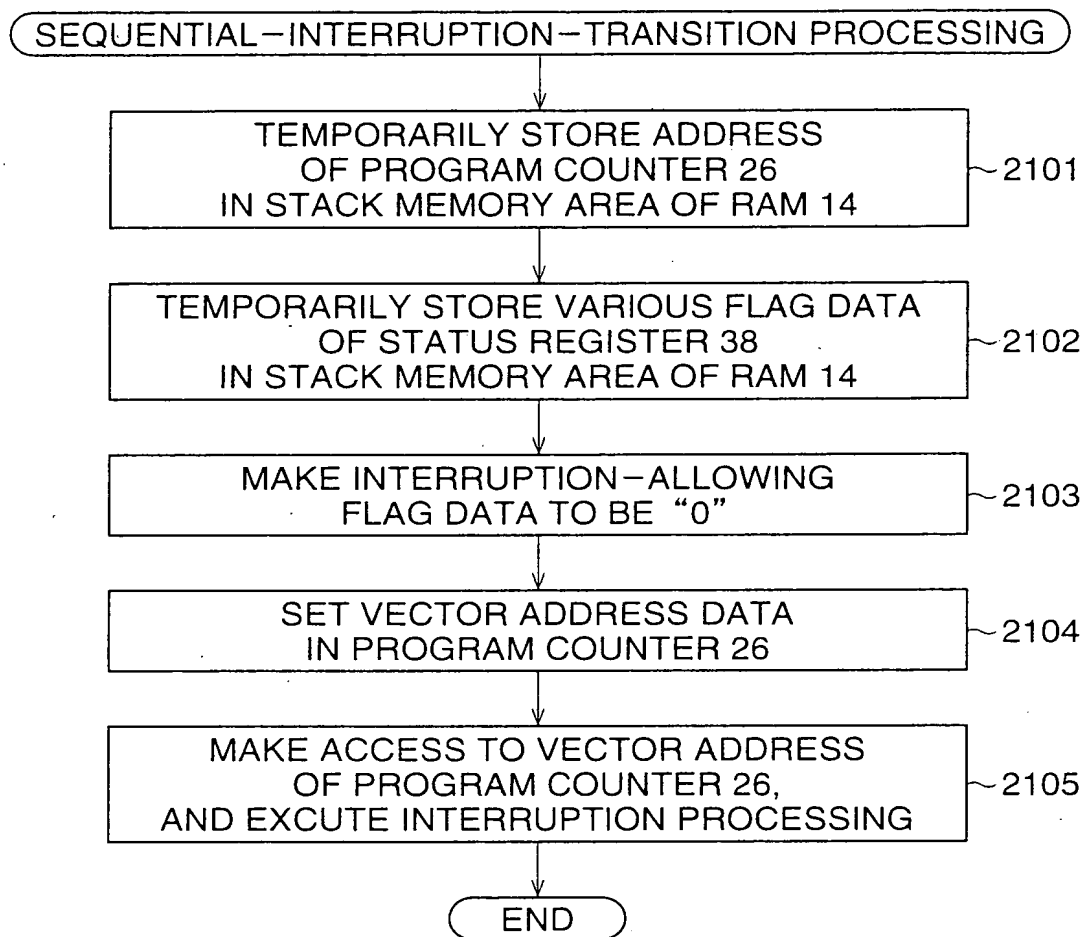 SEQUENTIAL-INTERRUPTION-TRANSITION PROCESSING
TEMPORARILY STORE ADDRESS
OF PROGRAM COUNTER 26
IN STACK MEMORY AREA OF RAM 14
2101
TEMPORARILY STORE VARIOUS FLAG DATA
OF STATUS REGISTER 38
IN STACK MEMORY AREA OF RAM 14
2102
MAKE INTERRUPTION-ALLOWING
FLAG DATA TO BE “0”
2103
SET VECTOR ADDRESS DATA
IN PROGRAM COUNTER 26
2104
MAKE ACCESS TO VECTOR ADDRESS
OF PROGRAM COUNTER 26,
AND EXCUTE INTERRUPTION PROCESSING
2105
END